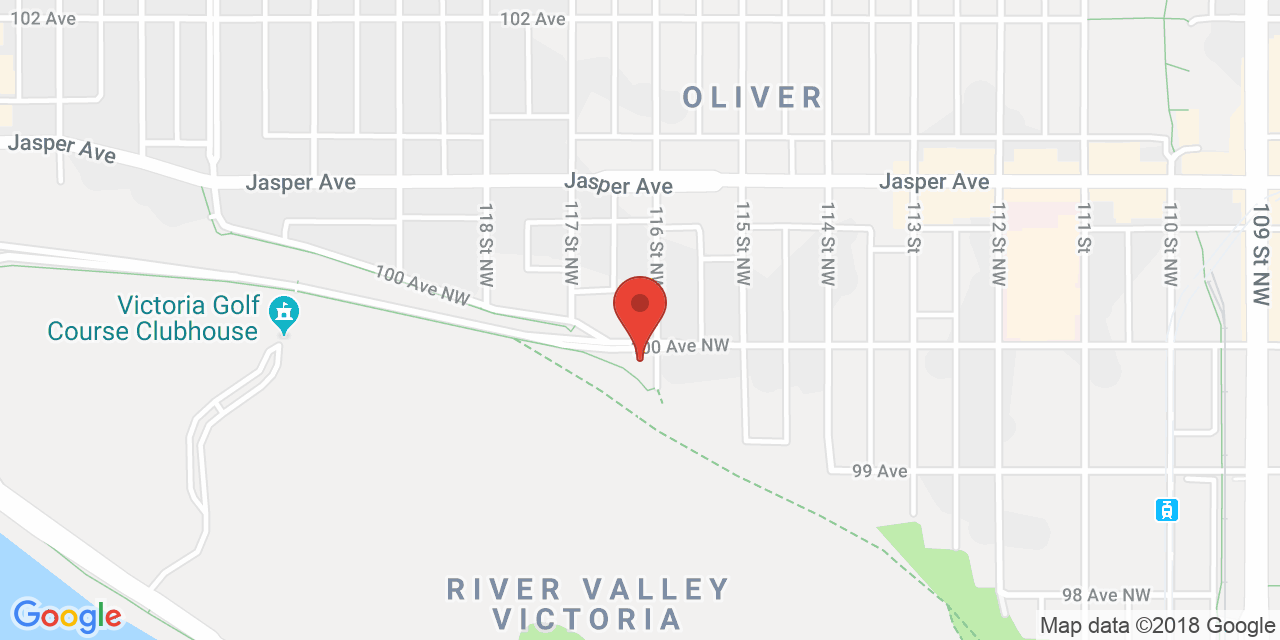 102 Ave
102 Ave
OLIVER
Jasper Ave
Jasper Ave
Jasper Ave
Jasper Ave
118 St NW
117 St NW
116 St NW
115 St NW
114 St NW
113 St
112 St NW
111 St
110 St NW
109 St NW
100 Ave NW
Victoria Golf
Course Clubhouse
00 Ave NW
99 Ave
RIVER VALLEY
VICTORIA
98 Ave NW
Google
Map data ©2018 Google